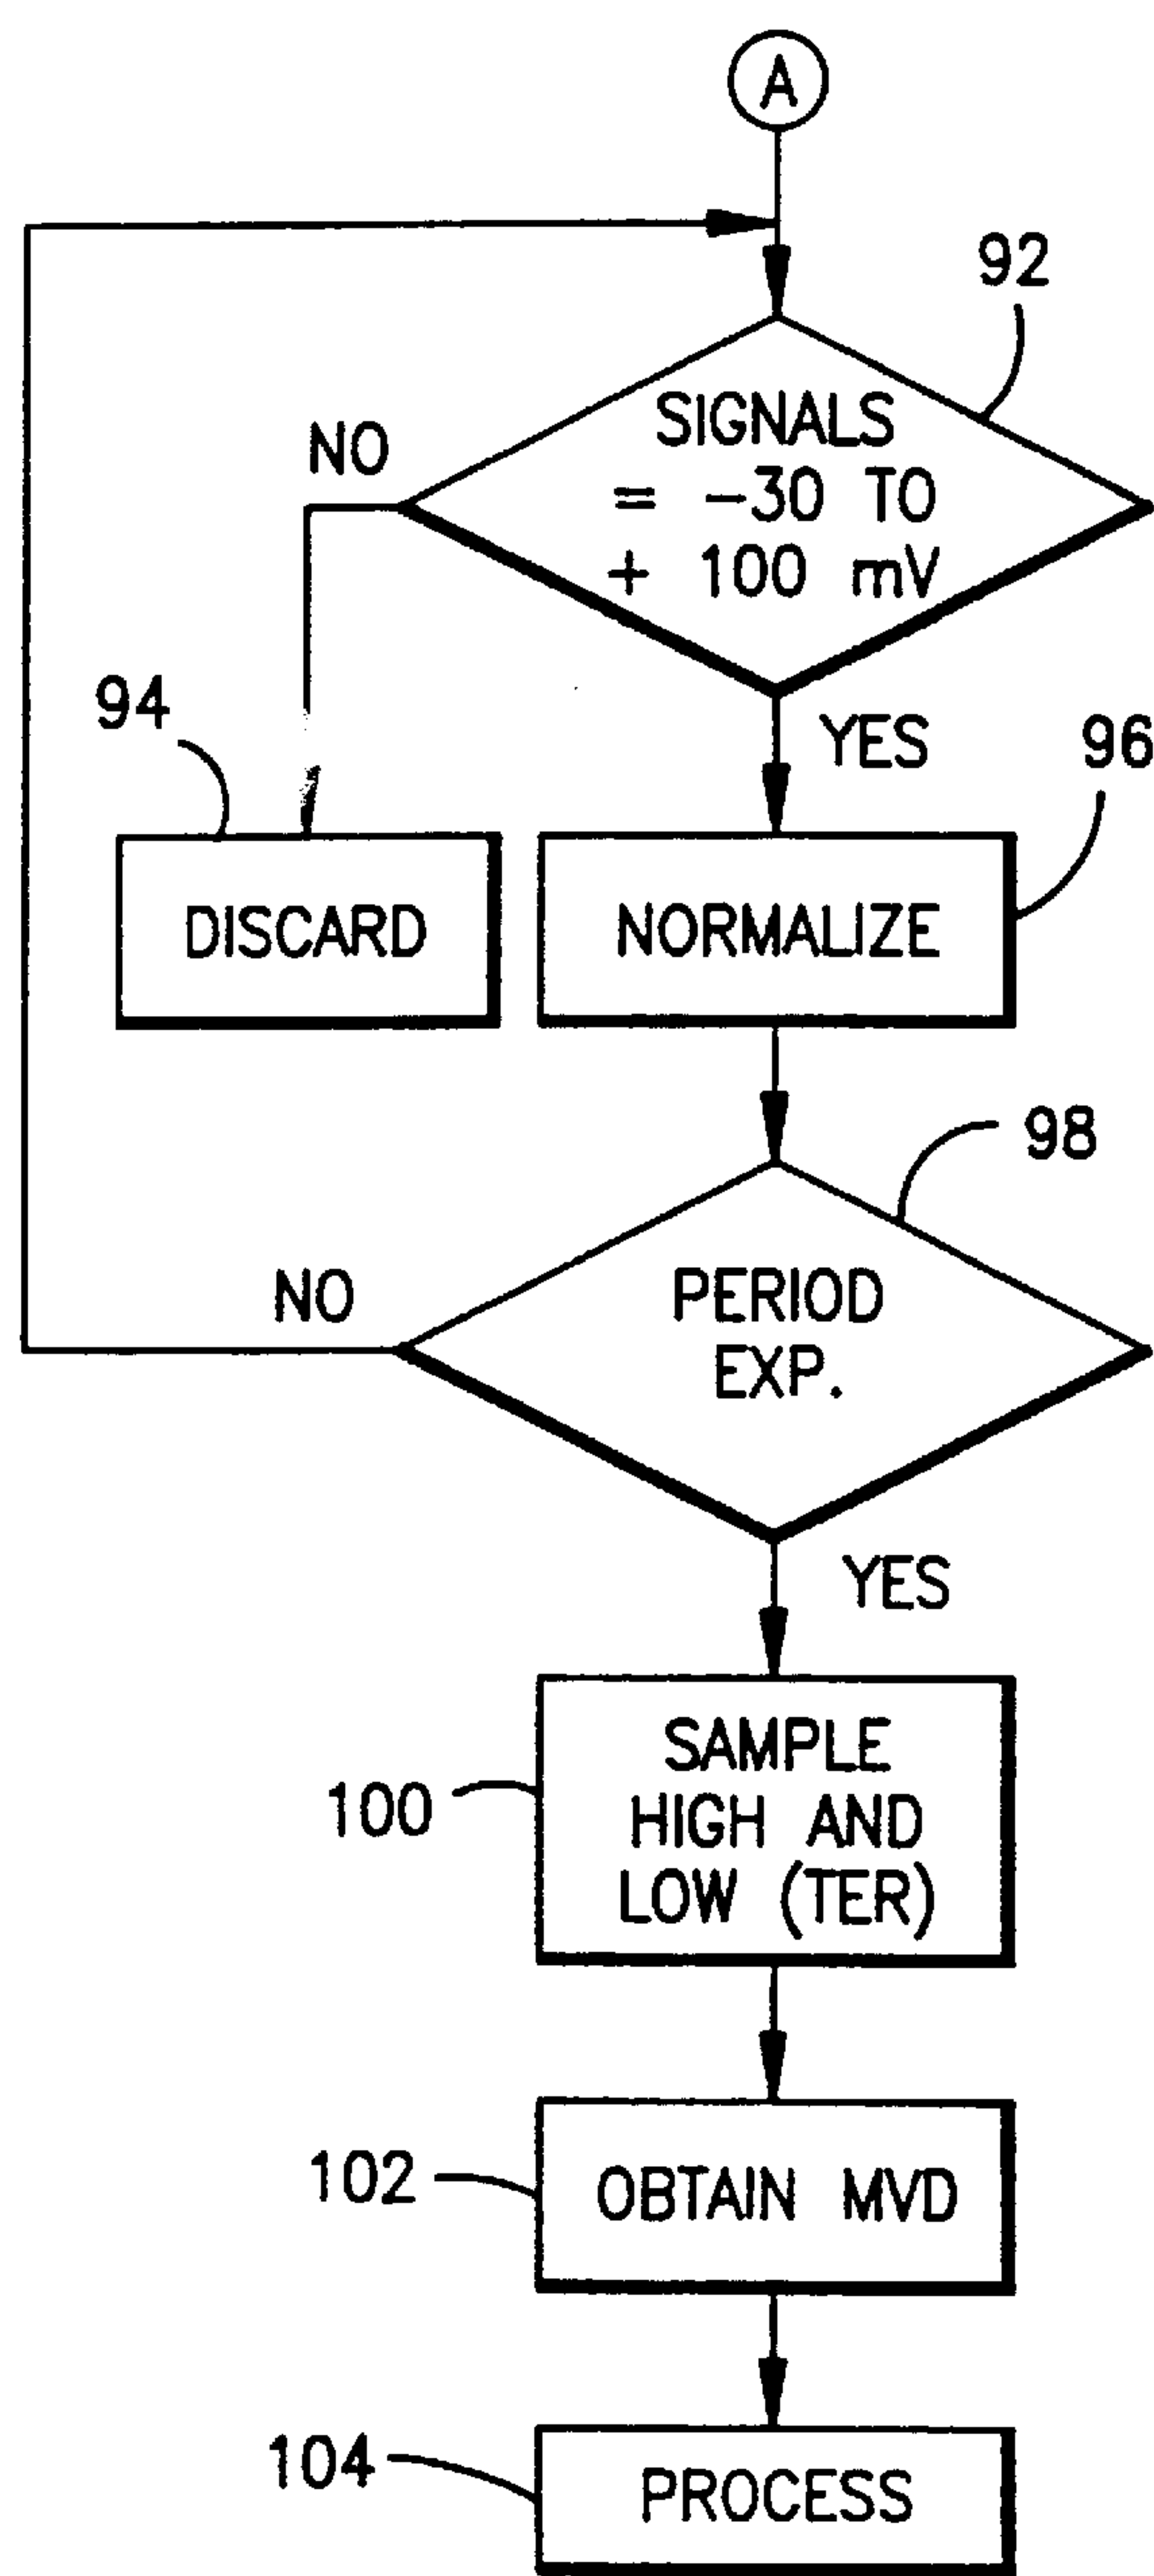 A
92
SIGNALS
= -30 TO
+ 100 mV
NO
YES
94
96
DISCARD
NORMALIZE
98
PERIOD
EXP.
NO
YES
100
SAMPLE
HIGH AND
LOW (TER)
102
OBTAIN MVD
104
PROCESS